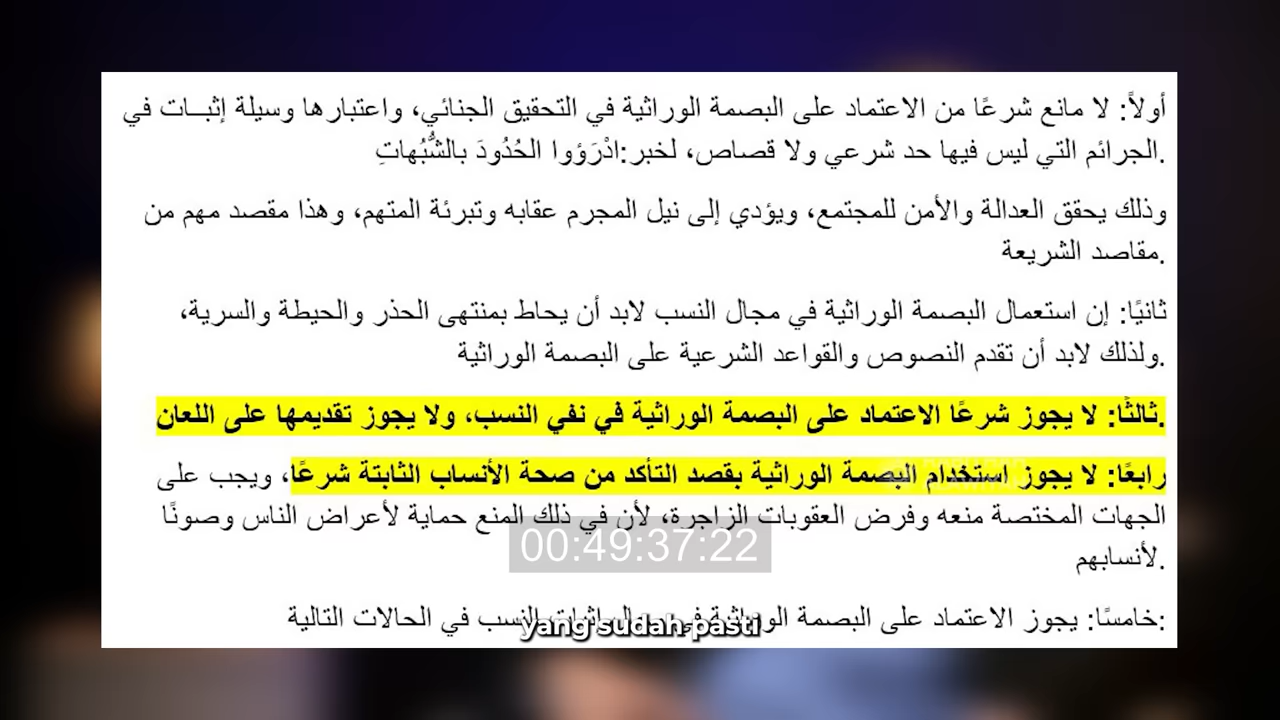 أولاً: لا مانع شرعًا من الاعتماد على البصمة الوراثية في التحقيق الجنائي، واعتبارها وسيلة إثبــات في
الجرائم التي ليس فيها حد شرعي ولا قصاص، لخبر:ادْرَؤوا الحُدُودَ بالشُّبُهاتِ.
وذلك يحقق العدالة والأمن للمجتمع، ويؤدي إلى نيل المجرم عقابه وتبرئة المتهم، وهذا مقصد مهم من
مقاصد الشريعة.
ثانيًا: إن استعمال البصمة الوراثية في مجال النسب لابد أن يحاط بمنتهى الحذر والحيطة والسرية،
ولذلك لابد أن تقدم النصوص والقواعد الشرعية على البصمة الوراثية.
ثالثًا: لا يجوز شرعًا الاعتماد على البصمة الوراثية في نفي النسب، ولا يجوز تقديمها على اللعان.
رابعًا: لا يجوز استخدام البصمة الوراثية بقصد التأكد من صحة الأنساب الثابتة شرعًا، ويجب على
الجهات المختصة منعه وفرض العقوبات الزاجرة، لأن في ذلك المنع حماية لأعراض الناس وصونًا
لأنسابهم.
00:49:37:22
خامسًا: يجوز الاعتماد على البصمة الوراثية في النسب في الحالات التالية:
yang sudah pasti